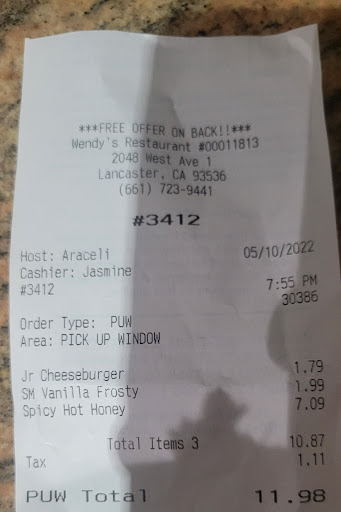 ***FREE OFFER ON BACK!!***
Wendy's Restaurant #00011813
2048 West Ave 1
Lancaster, CA 93536
(661) 723-9441
#3412
Host: Araceli 05/10/2022
Cashier: Jasmine
#3412 7:55 PM
30386
Order Type: PUW
Area: PICK UP WINDOW
Jr Cheeseburger 1.79
SM Vanilla Frosty 1.99
Spicy Hot Honey 7.09
Total Items 3 10.87
Tax 1.11
PUW Total 11.98